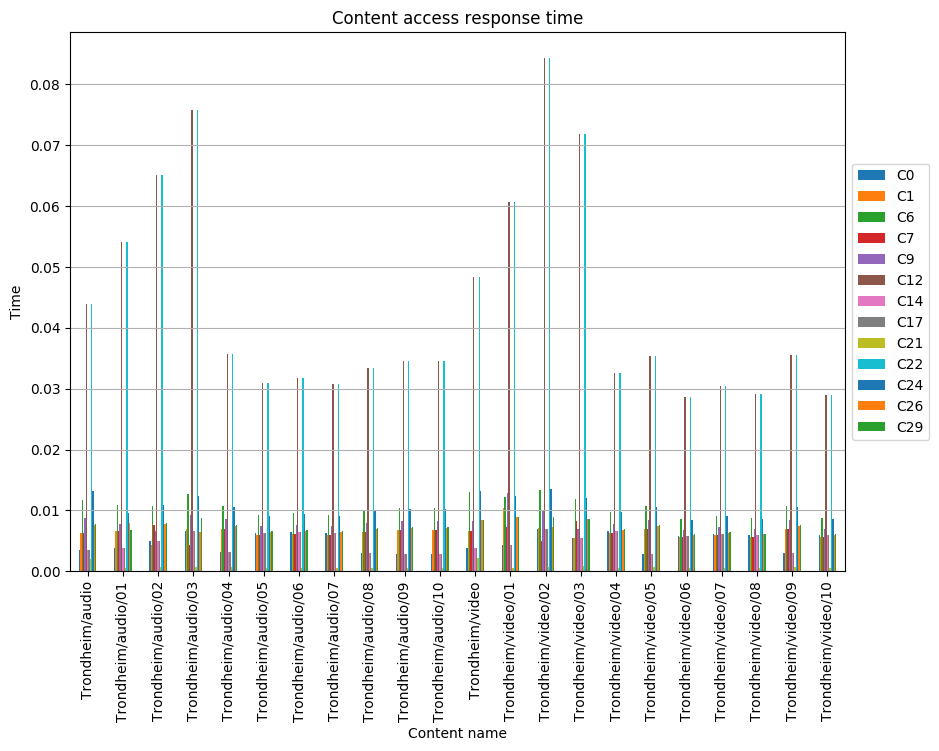 Content access response time
Time
0.08
0.07
0.06
0.05
0.04
0.03
0.02
0.01
0.00
Trondheim/audio
Trondheim/audio/01
Trondheim/audio/02
Trondheim/audio/03
Trondheim/audio/04
Trondheim/audio/05
Trondheim/audio/06
Trondheim/audio/07
Trondheim/audio/08
Trondheim/audio/09
Trondheim/audio/10
Trondheim/video
Trondheim/video/01
Trondheim/video/02
Trondheim/video/03
Trondheim/video/04
Trondheim/video/05
Trondheim/video/06
Trondheim/video/07
Trondheim/video/08
Trondheim/video/09
Trondheim/video/10
Content name
C0
C1
C6
C7
C9
C12
C14
C17
C21
C22
C24
C26
C29